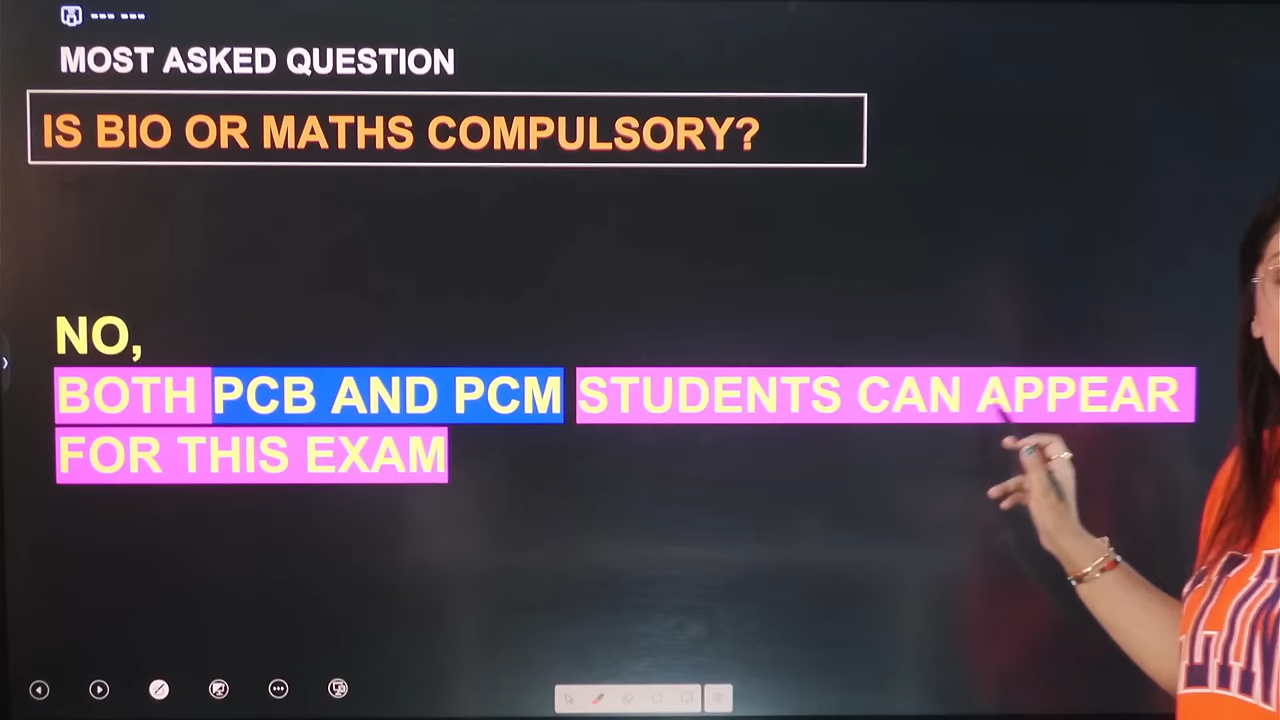 MOST ASKED QUESTION
IS BIO OR MATHS COMPULSORY?
NO,
BOTH PCB AND PCM STUDENTS CAN APPEAR
FOR THIS EXAM